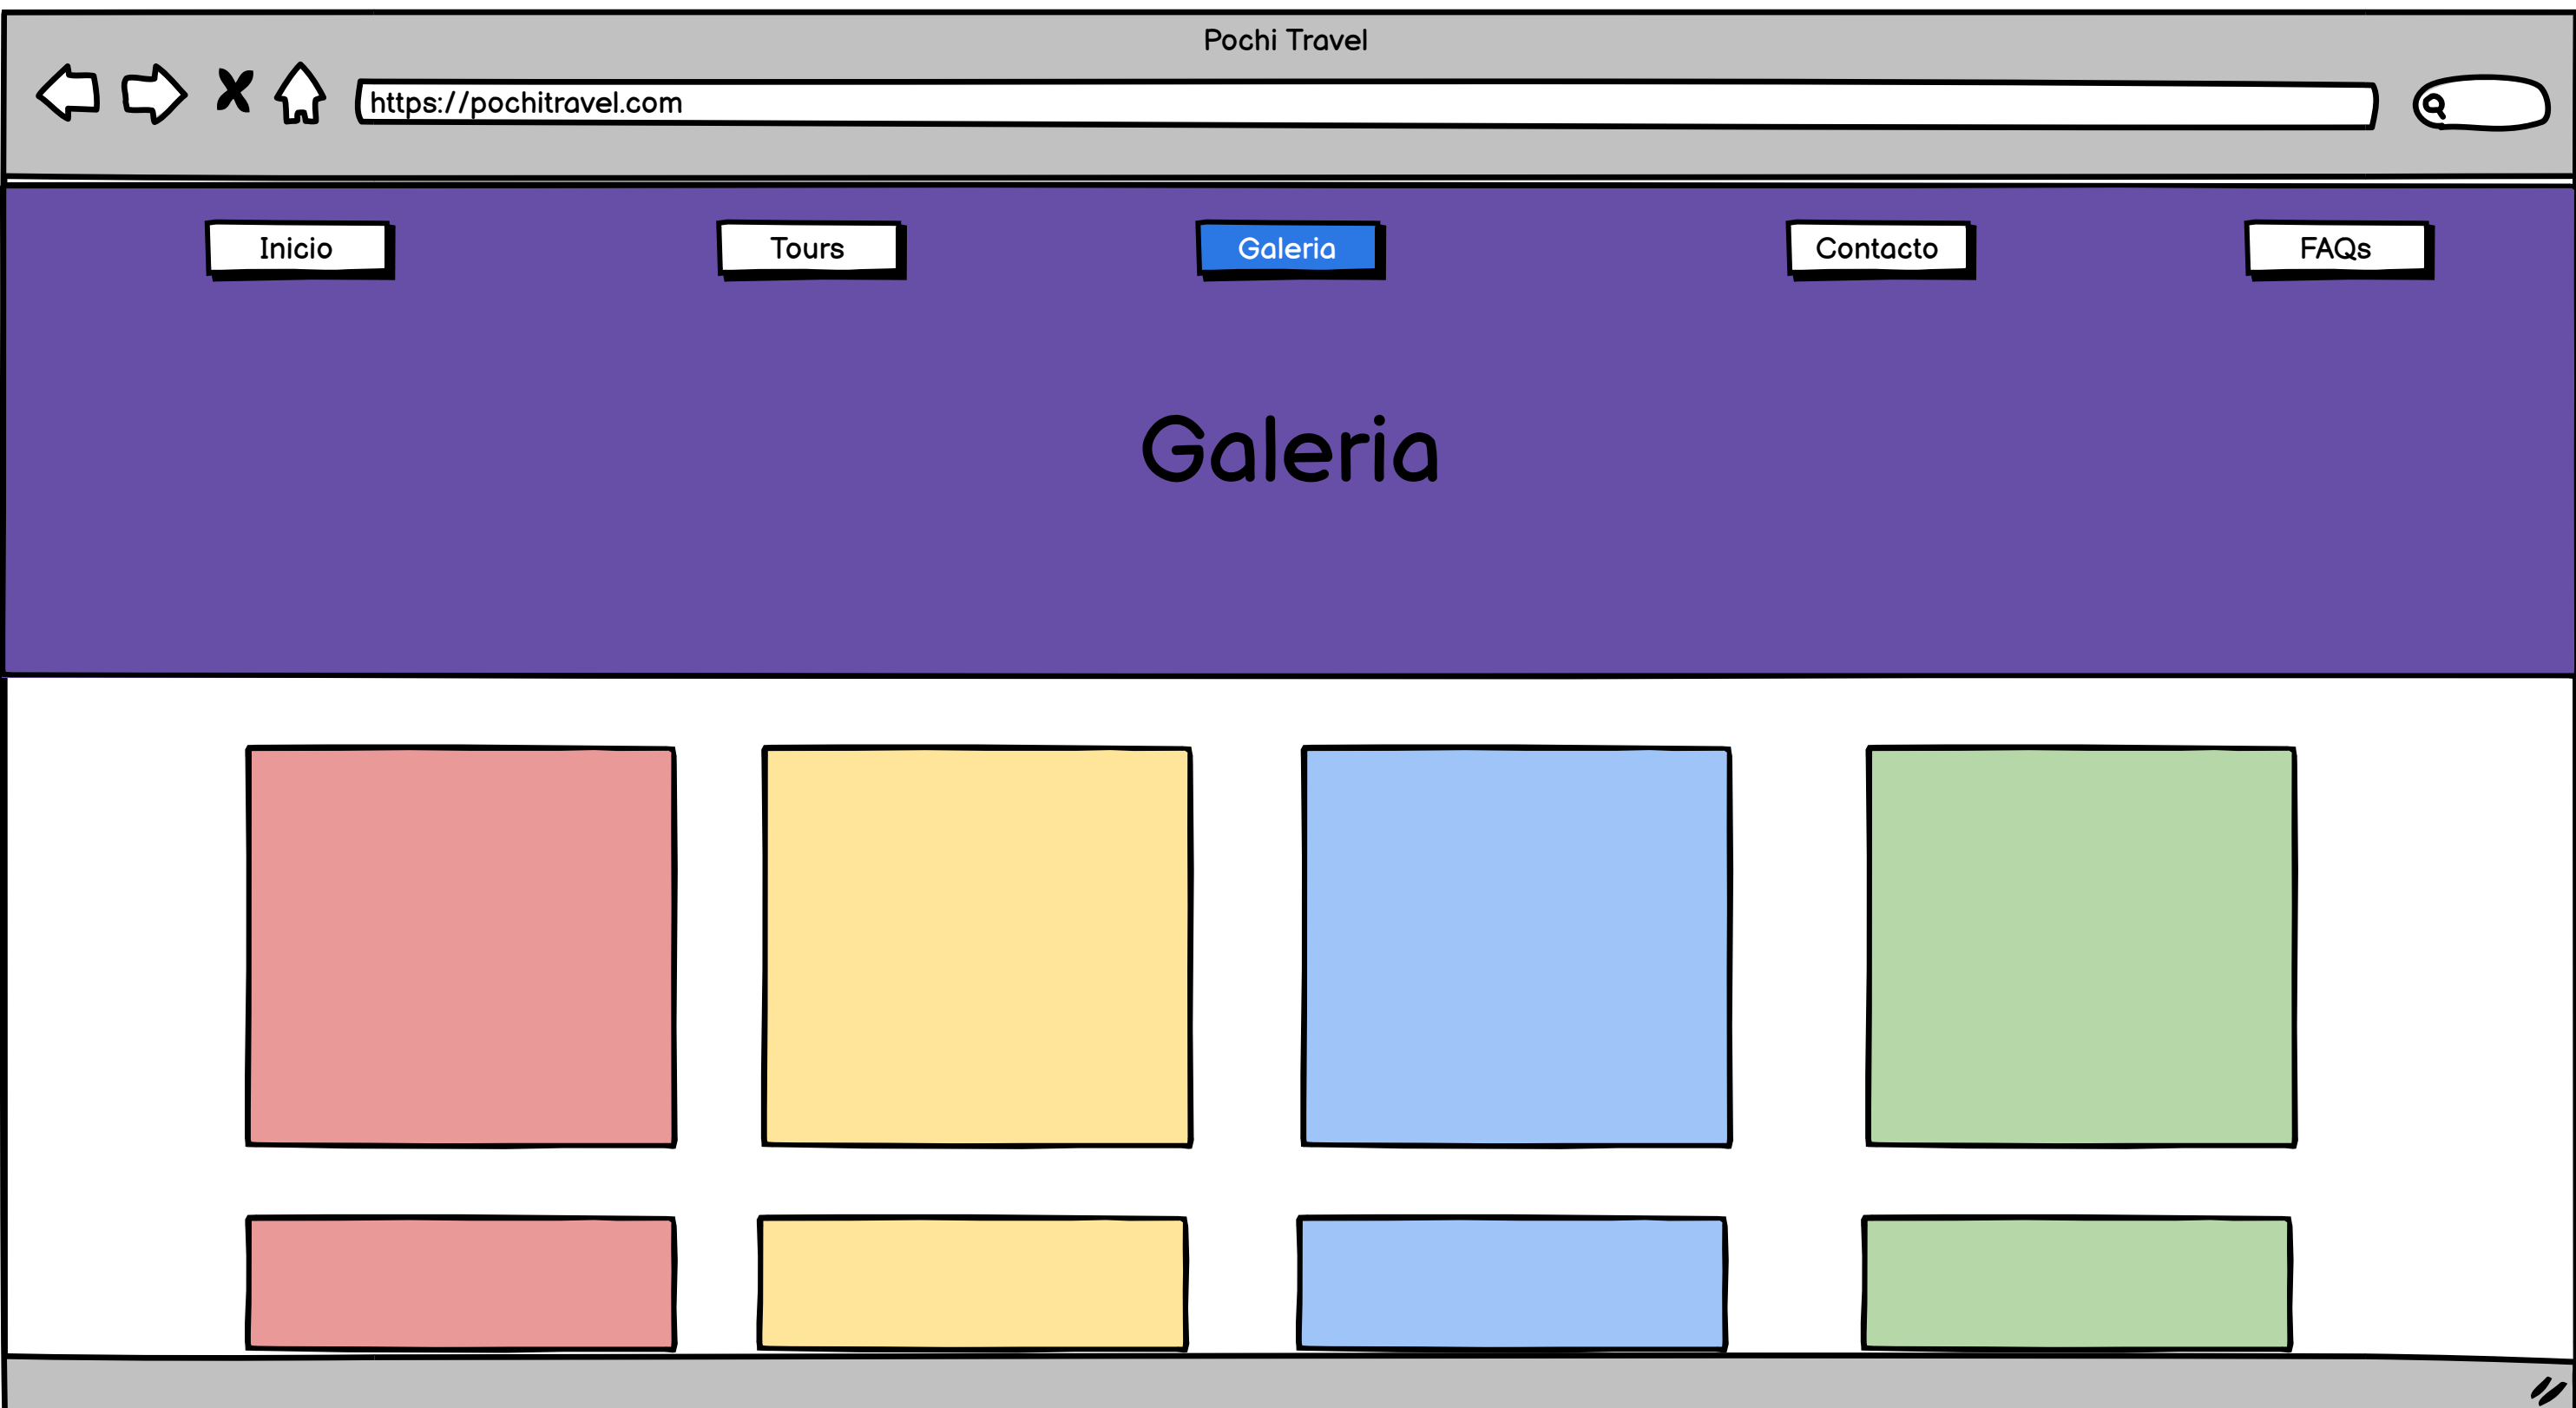 Pochi Travel
https://pochitravel.com
Inicio
Tours
Galeria
Contacto
FAQs
Galeria